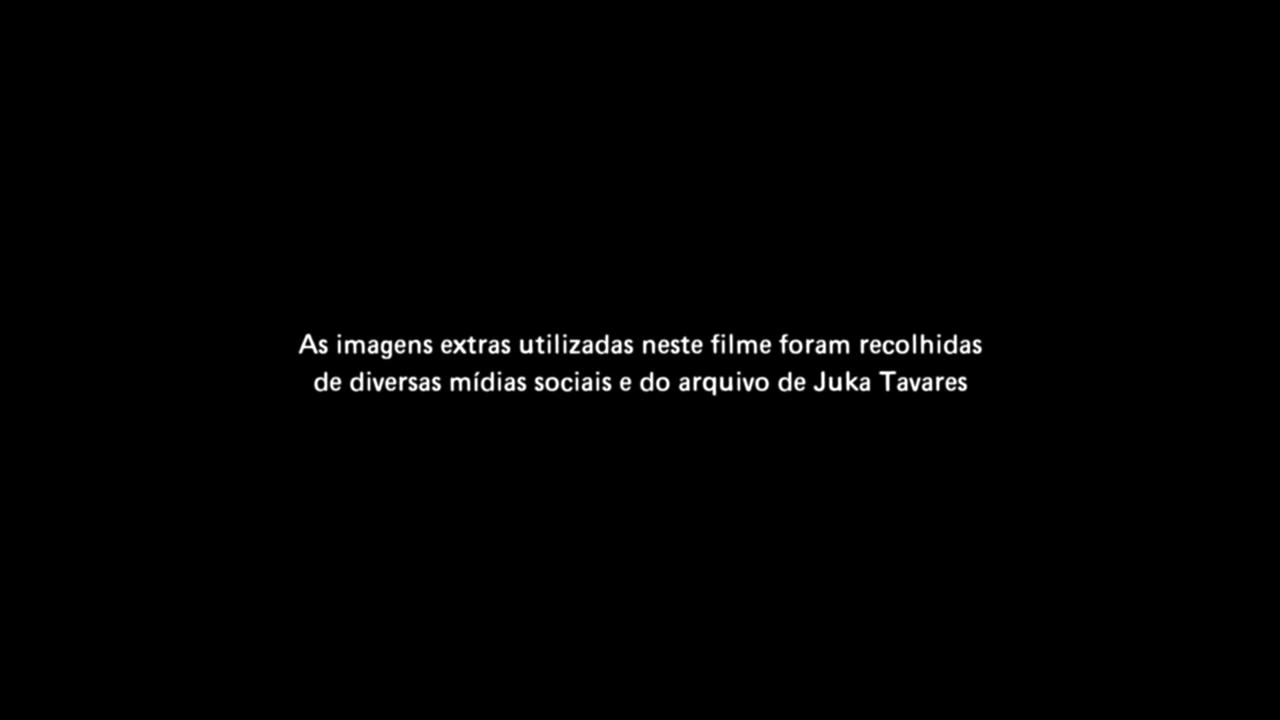 As imagens extras utilizadas neste filme foram recolhidas
de diversas mídias sociais e do arquivo de Juka Tavares